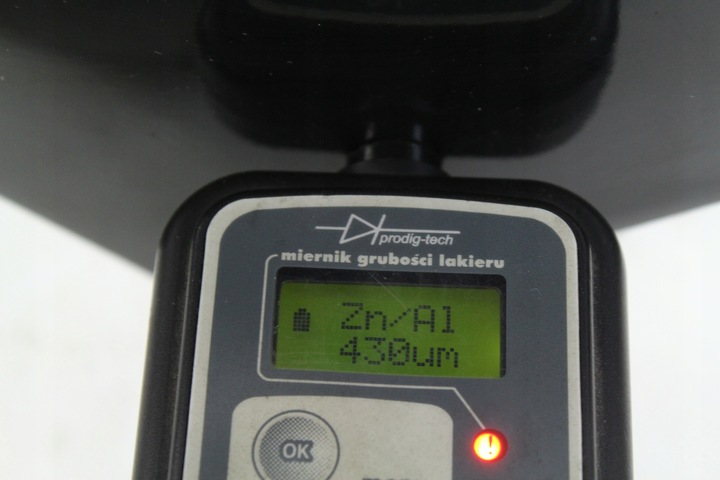 prodig-tech
miernik grubości lakieru
Zn/Al
430um
!
OK